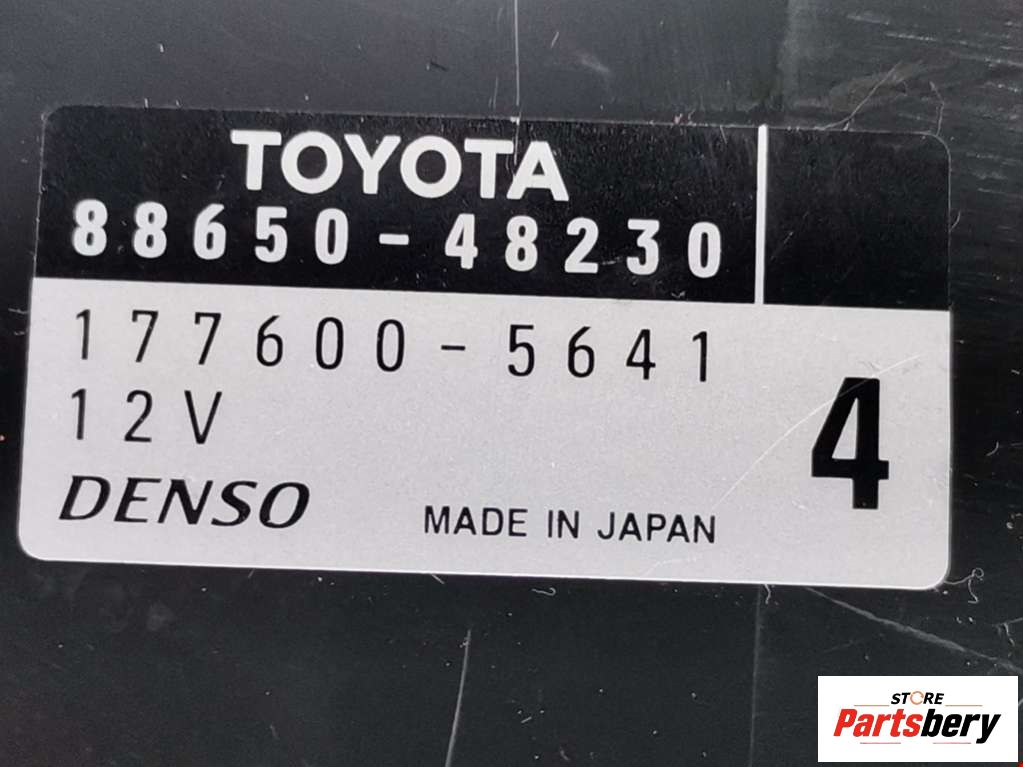 TOYOTA
88650-48230
177600-5641
12V
4
DENSO
MADE IN JAPAN
STORE
Partsbery